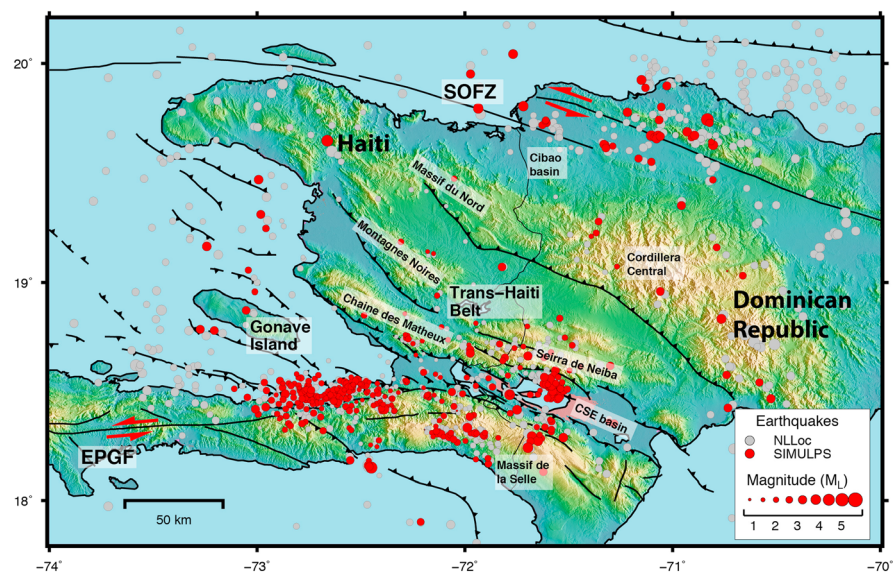 20°
19°
18°
−74°
−73°
−72°
−71°
−70°
SOFZ
Haiti
Cibao
basin
Massif du Nord
Montagnes Noires
Cordillera
Central
Trans−Haiti
Belt
Dominican
Republic
Chaine des Matheux
Gonave
Island
Seirra de Neiba
CSE basin
EPGF
Massif de
la Selle
50 km
Earthquakes
NLLoc
SIMULPS
Magnitude (ML)
1 2 3 4 5